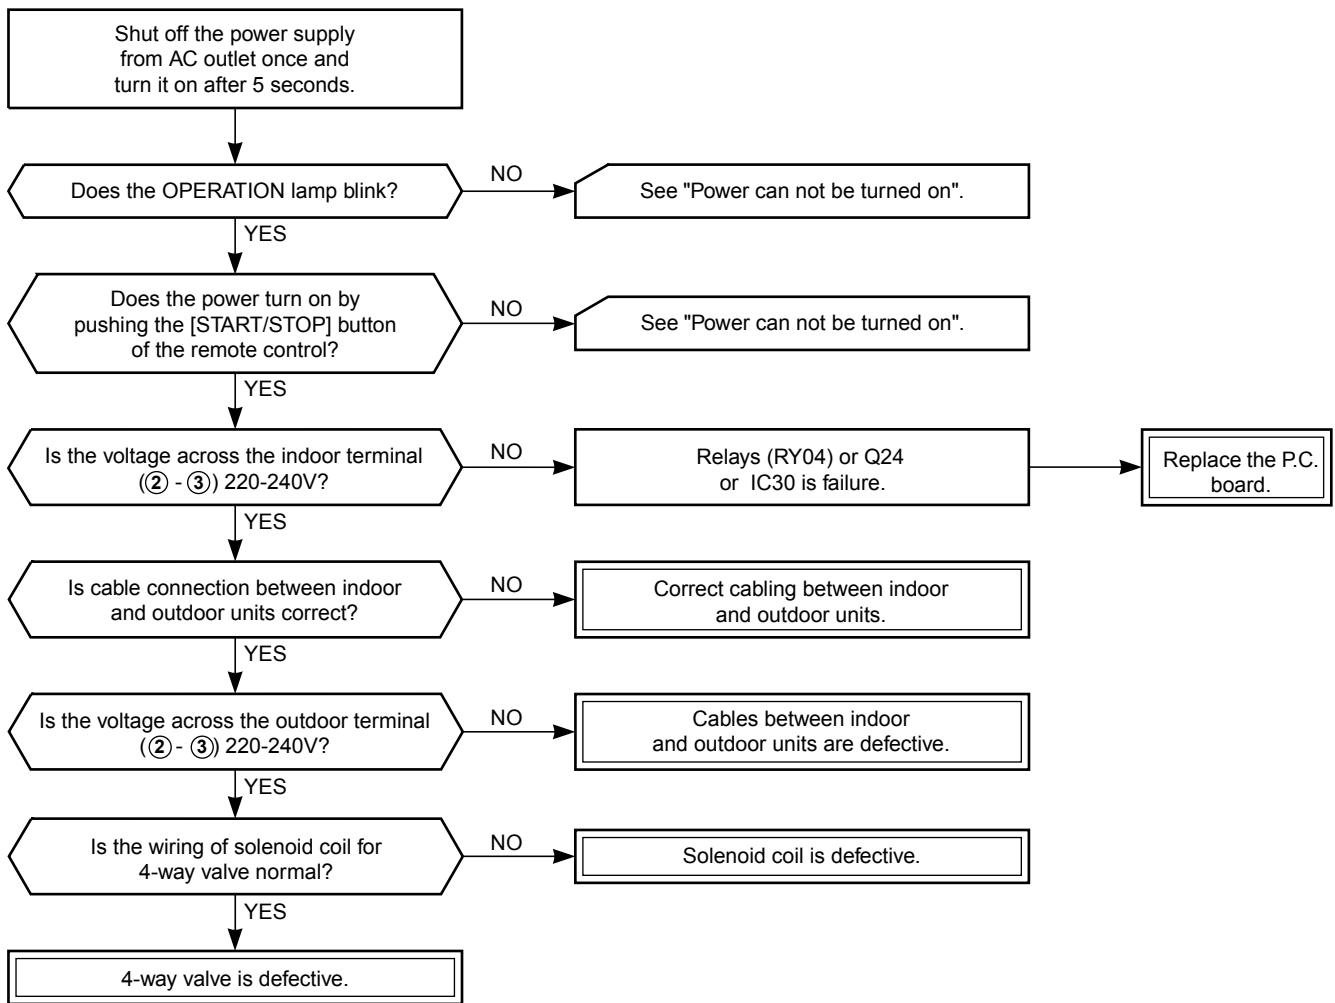 Shut off the power supply
from AC outlet once and
turn it on after 5 seconds.
Does the OPERATION lamp blink?
NO
See "Power can not be turned on".
YES
Does the power turn on by
pushing the [START/STOP] button
of the remote control?
NO
See "Power can not be turned on".
YES
Is the voltage across the indoor terminal
(② - ③) 220-240V?
NO
Relays (RY04) or Q24
or IC30 is failure.
Replace the P.C.
board.
YES
Is cable connection between indoor
and outdoor units correct?
NO
Correct cabling between indoor
and outdoor units.
YES
Is the voltage across the outdoor terminal
(② - ③) 220-240V?
NO
Cables between indoor
and outdoor units are defective.
YES
Is the wiring of solenoid coil for
4-way valve normal?
NO
Solenoid coil is defective.
YES
4-way valve is defective.